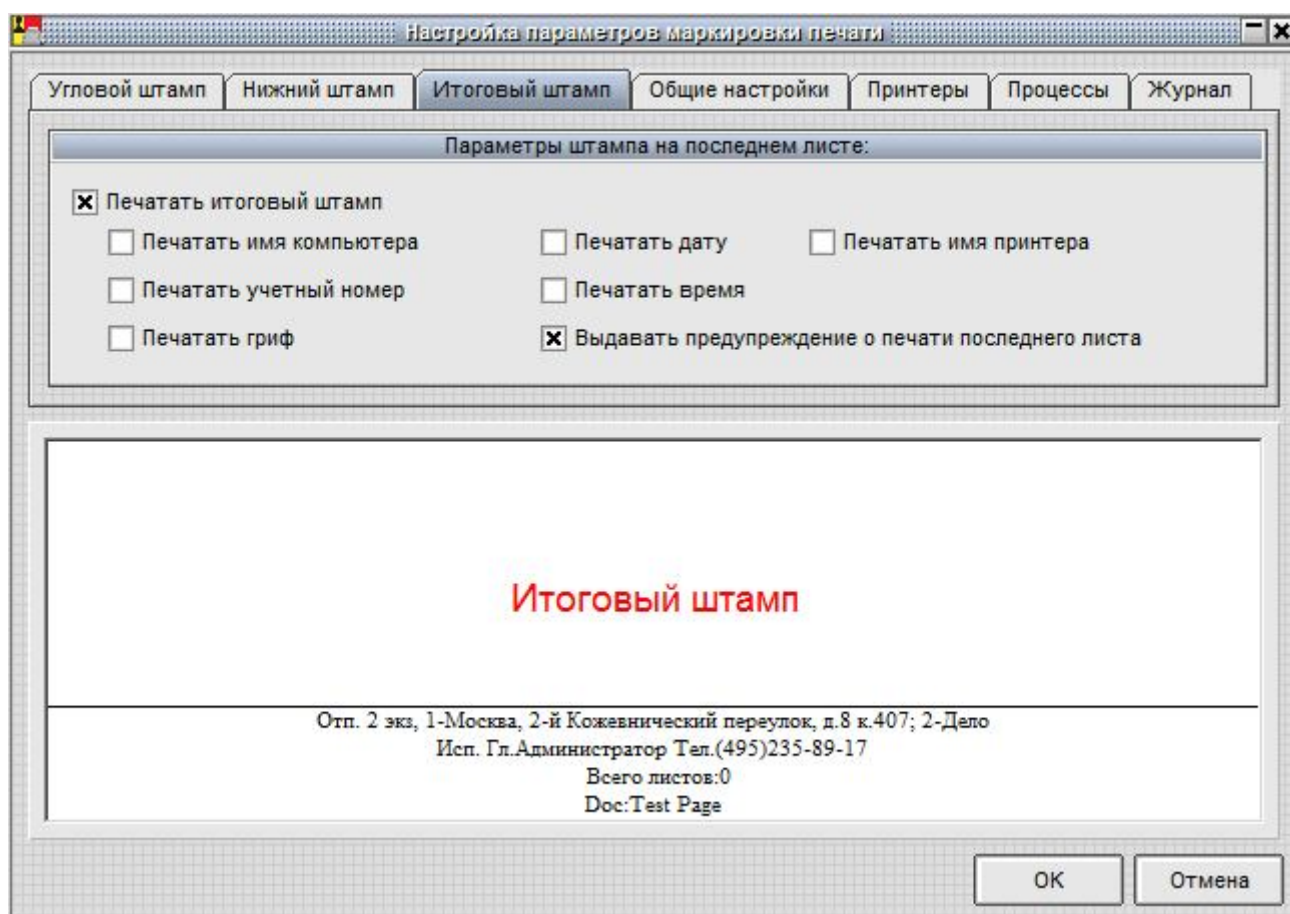 Настройка параметров маркировки печати
Угловой штамп Нижний штамп Итоговый штамп Общие настройки Принтеры Процессы Журнал
Параметры штампа на последнем листе:
Печатать итоговый штамп
Печатать имя компьютера Печатать дату Печатать имя принтера
Печатать учетный номер Печатать время
Печатать гриф Выдавать предупреждение о печати последнего листа
Итоговый штамп
Отп. 2 экз, 1-Москва, 2-й Кожевнический переулок, д.8 к.407; 2-Дело
Исп. Гл.Администратор Тел.(495)235-89-17
Всего листов:0
Doc:Test Page
OK Отмена